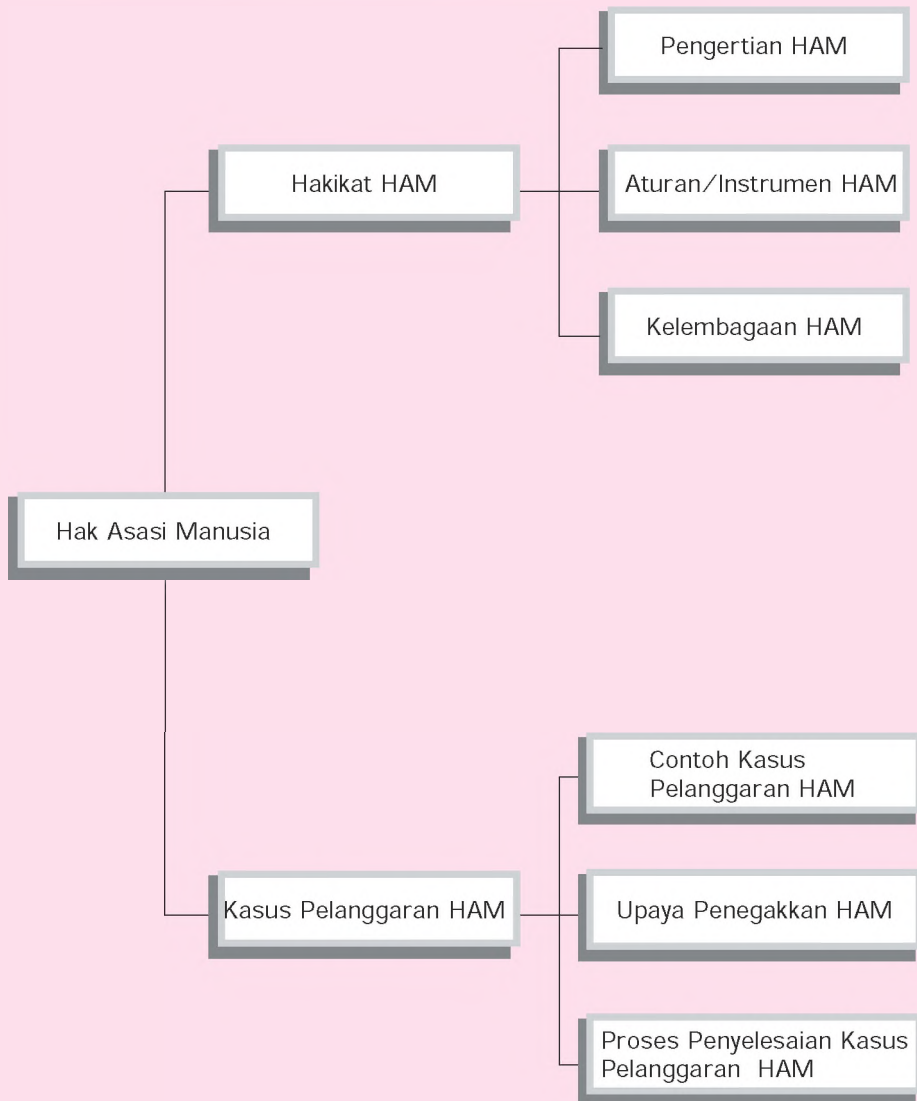 Pengertian HAM
Hakikat HAM
Aturan/Instrumen HAM
Kelembagaan HAM
Hak Asasi Manusia
Contoh Kasus
Pelanggaran HAM
Kasus Pelanggaran HAM
Upaya Penegakkan HAM
Proses Penyelesaian Kasus
Pelanggaran HAM